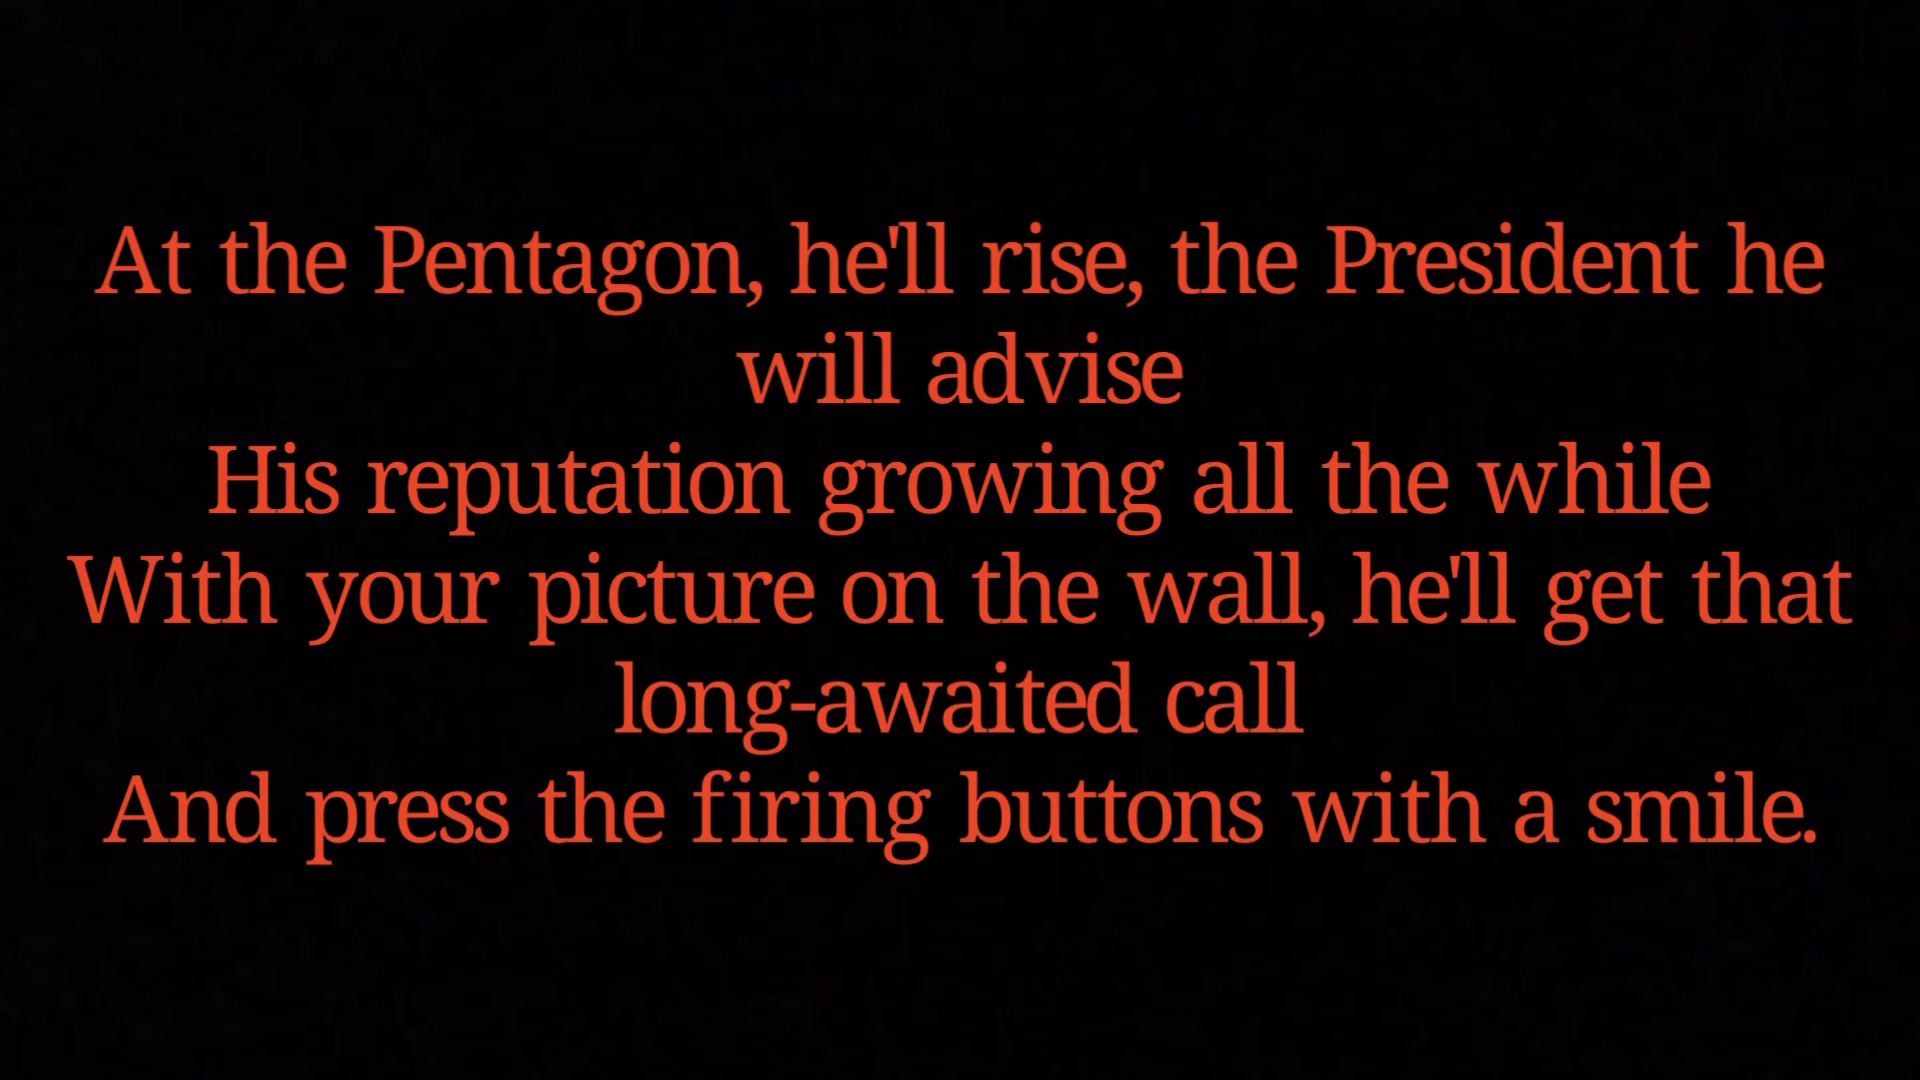 At the Pentagon, he'll rise, the President he
will advise
His reputation growing all the while
With your picture on the wall, he'll get that
long-awaited call
And press the firing buttons with a smile.